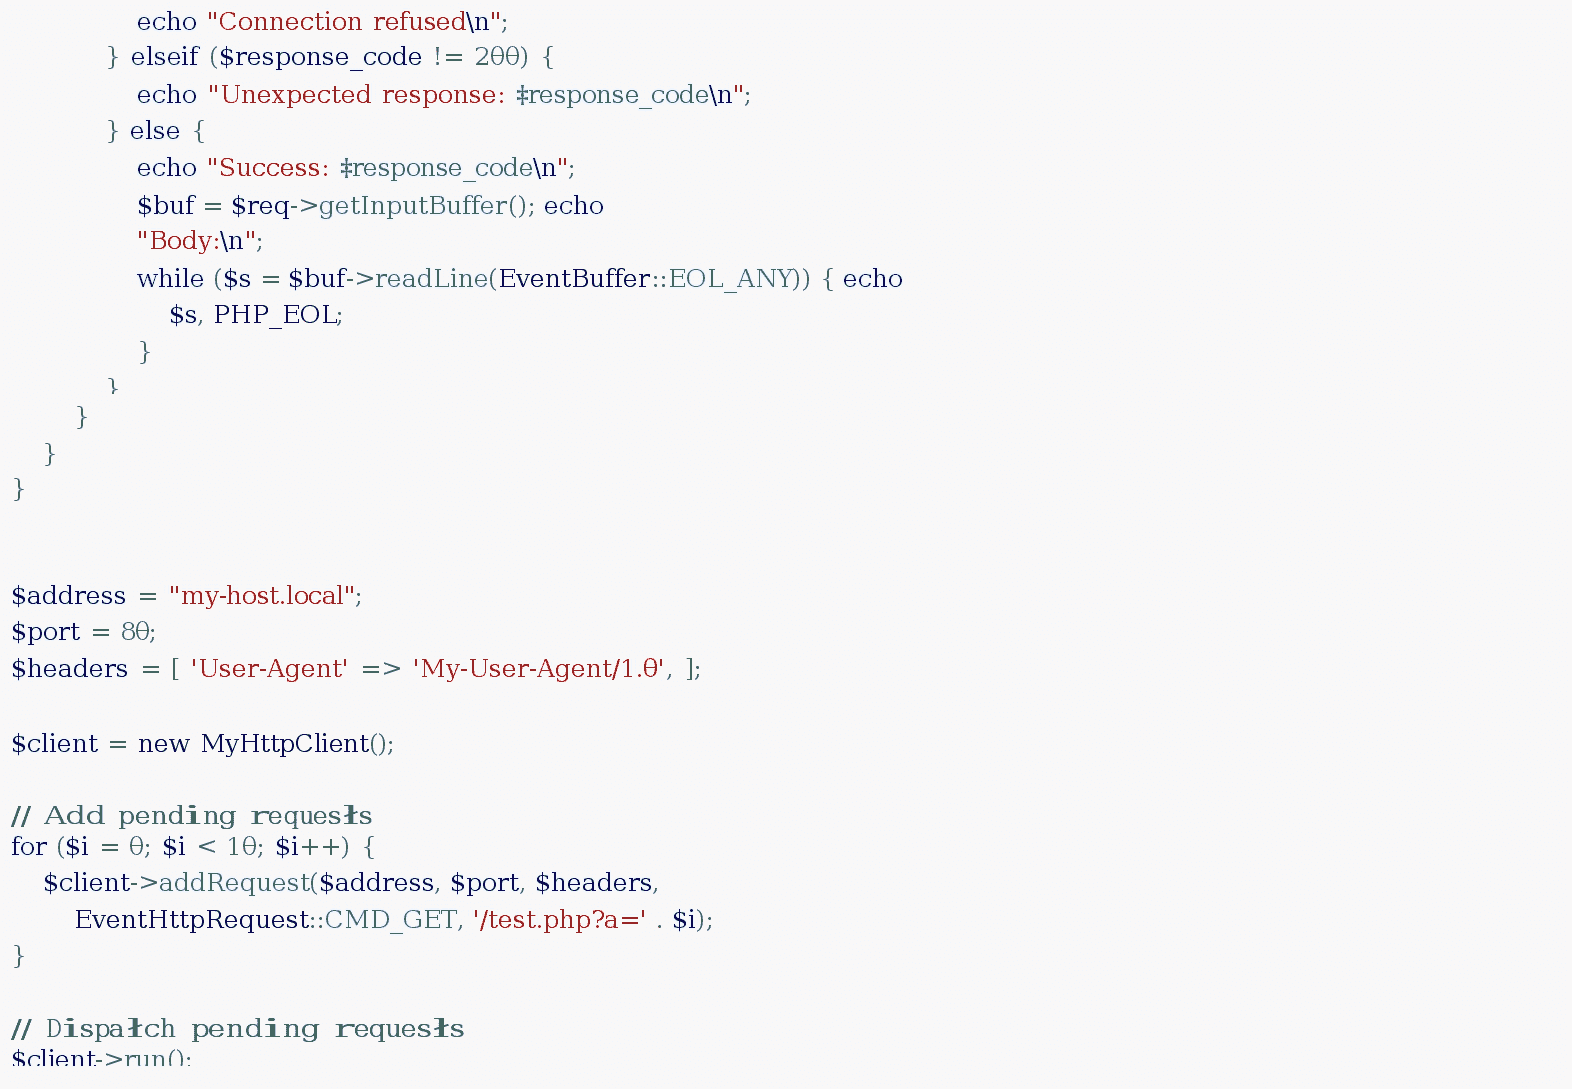 echo "Connection refused\n";
} elseif ($response_code != 200) {
echo "Unexpected response: ‡response_code\n";
} else {
echo "Success: ‡response_code\n";
$buf = $req->getInputBuffer(); echo
"Body:\n";
while ($s = $buf->readLine(EventBuffer::EOL_ANY)) { echo
$s, PHP_EOL;
}
}
}
}
}
$address = "my-host.local";
$port = 80;
$headers = [ 'User-Agent' => 'My-User-Agent/1.0', ];
$client = new MyHttpClient();
// Add pending requesłs
for ($i = 0; $i < 10; $i++) {
$client->addRequest($address, $port, $headers,
EventHttpRequest::CMD_GET, '/test.php?a=' . $i);
}
// Dispałch pending requesłs
$client->run();